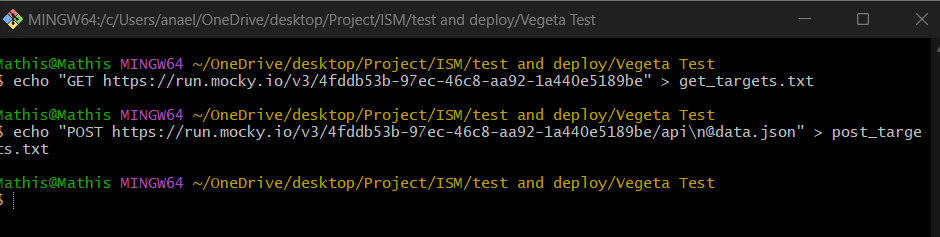 MINGW64:/c/Users/anael/OneDrive/desktop/Project/ISM/test and deploy/Vegeta Test
Mathis@Mathis MINGW64 ~/OneDrive/desktop/Project/ISM/test and deploy/Vegeta Test
$ echo "GET https://run.mocky.io/v3/4fddb53b-97ec-46c8-aa92-1a440e5189be" > get_targets.txt
Mathis@Mathis MINGW64 ~/OneDrive/desktop/Project/ISM/test and deploy/Vegeta Test
$ echo "POST https://run.mocky.io/v3/4fddb53b-97ec-46c8-aa92-1a440e5189be/api\n@data.json" > post_targe
ts.txt
Mathis@Mathis MINGW64 ~/OneDrive/desktop/Project/ISM/test and deploy/Vegeta Test
$